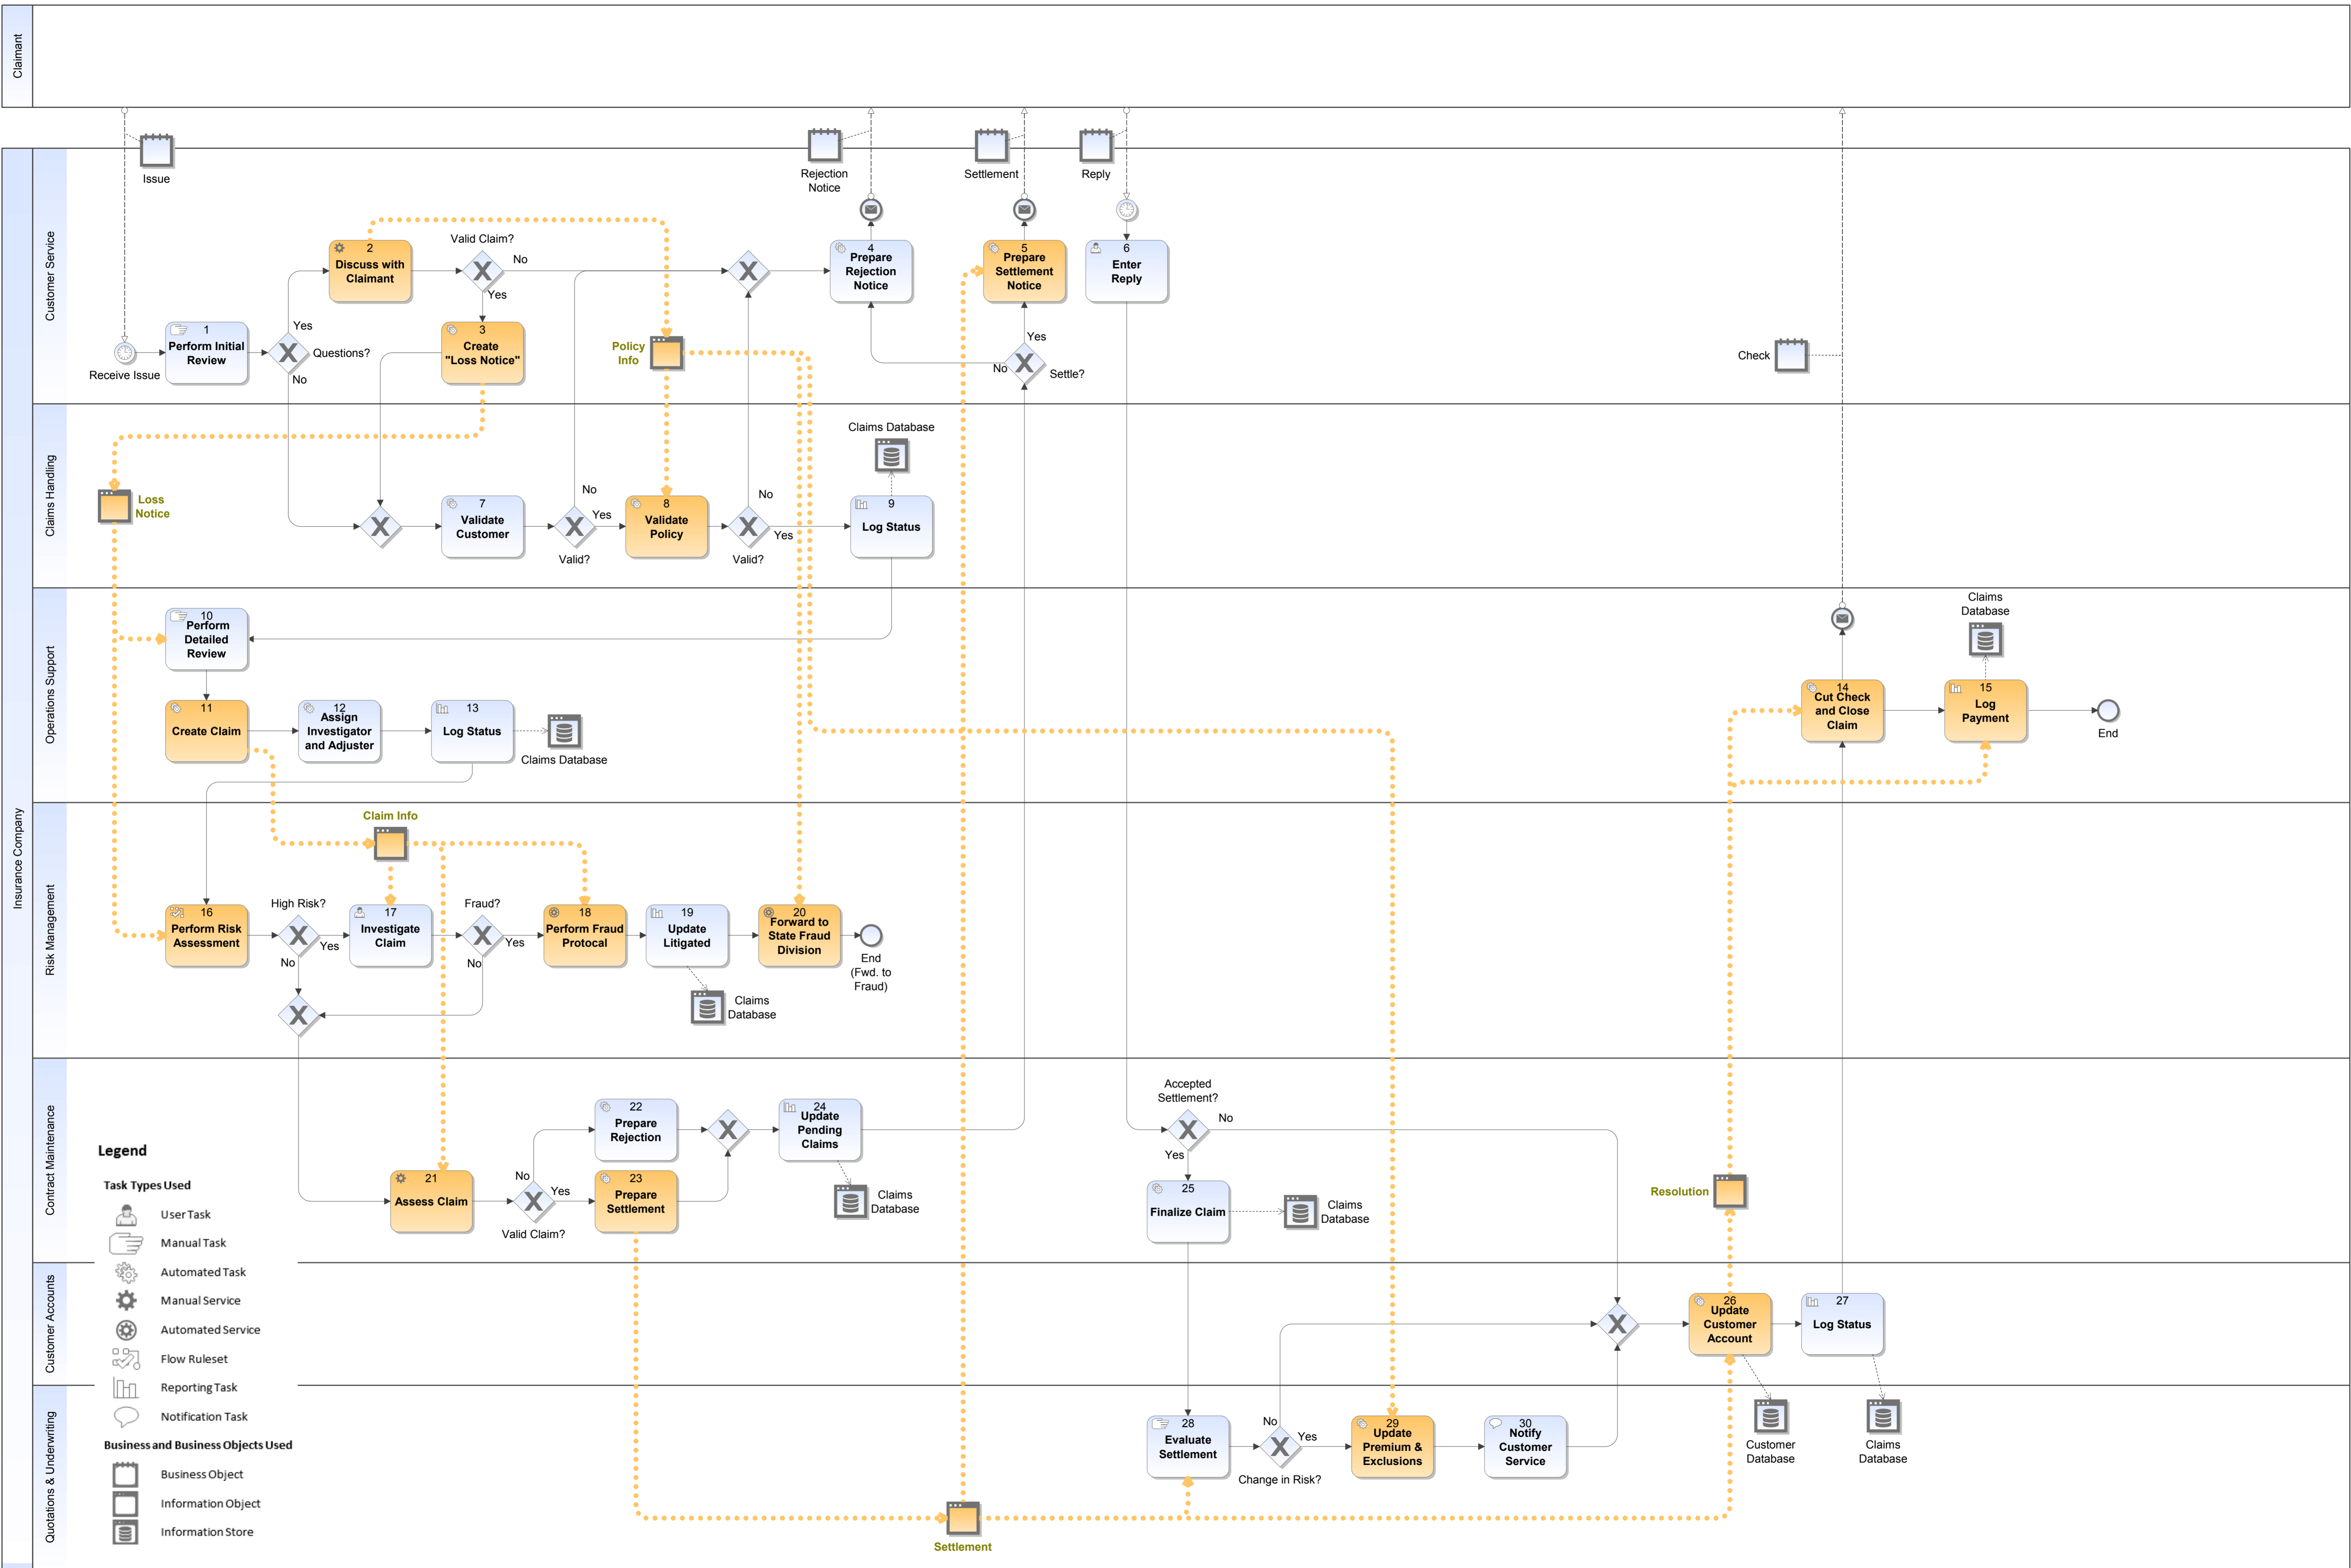 Claimant
Issue
Rejection
Notice
Settlement
Reply
Insurance Company
Customer Service
Receive Issue
1
Perform Initial
Review
Questions?
Yes
No
2
Discuss with
Claimant
Valid Claim?
No
Yes
3
Create
"Loss Notice"
Policy
Info
4
Prepare
Rejection
Notice
5
Prepare
Settlement
Notice
Yes
No
Settle?
6
Enter
Reply
Check
Claims Handling
Loss
Notice
7
Validate
Customer
No
Yes
Valid?
8
Validate
Policy
No
Yes
Valid?
Claims Database
9
Log Status
Operations Support
10
Perform
Detailed
Review
11
Create Claim
12
Assign
Investigator
and Adjuster
13
Log Status
Claims Database
14
Cut Check
and Close
Claim
Claims
Database
15
Log
Payment
End
Risk Management
Claim Info
16
Perform Risk
Assessment
High Risk?
Yes
No
17
Investigate
Claim
Fraud?
Yes
No
18
Perform Fraud
Protocal
19
Update
Litigated
Claims
Database
20
Forward to
State Fraud
Division
End
(Fwd. to
Fraud)
Contract Maintenance
21
Assess Claim
No
Yes
Valid Claim?
22
Prepare
Rejection
23
Prepare
Settlement
24
Update
Pending
Claims
Claims
Database
Accepted
Settlement?
No
Yes
25
Finalize Claim
Claims
Database
Resolution
Customer Accounts
26
Update
Customer
Account
27
Log Status
Quotations & Underwriting
28
Evaluate
Settlement
No
Yes
Change in Risk?
29
Update
Premium &
Exclusions
30
Notify
Customer
Service
Customer
Database
Claims
Database
Settlement
Legend
Task Types Used
User Task
Manual Task
Automated Task
Manual Service
Automated Service
Flow Ruleset
Reporting Task
Notification Task
Business and Business Objects Used
Business Object
Information Object
Information Store